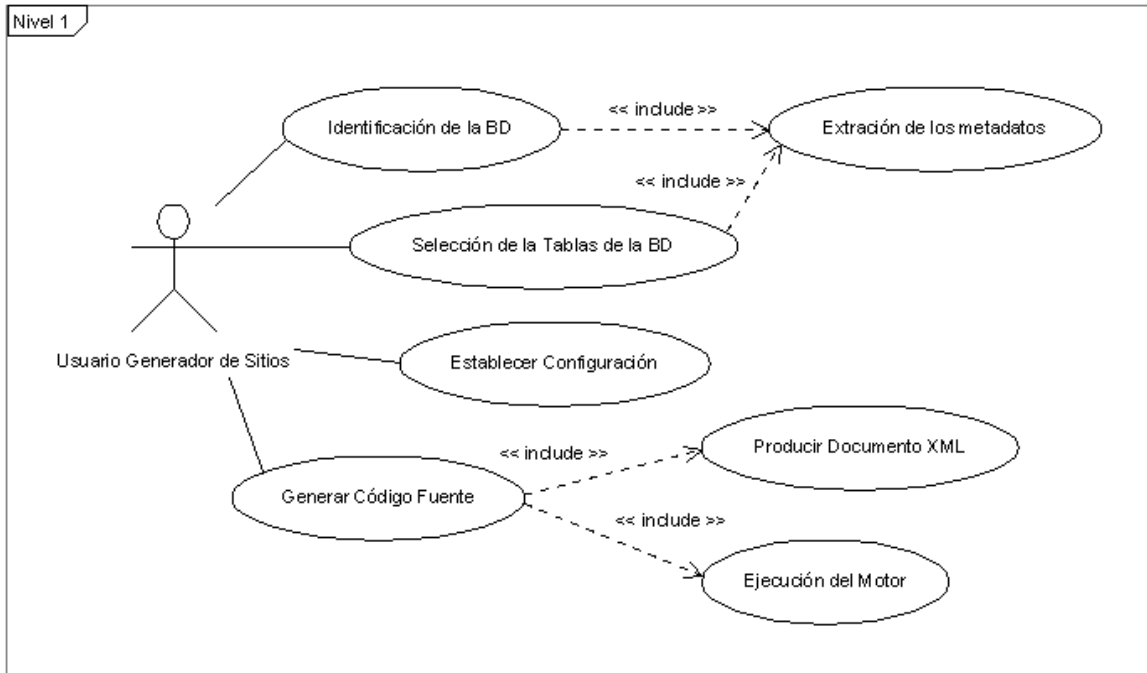 Nivel 1
Identificación de la BD
<< include >>
Extración de los metadatos
<< include >>
Selección de la Tablas de la BD
Usuario Generador de Sitios
Establecer Configuración
<< include >>
Producir Documento XML
Generar Código Fuente
<< include >>
Ejecución del Motor